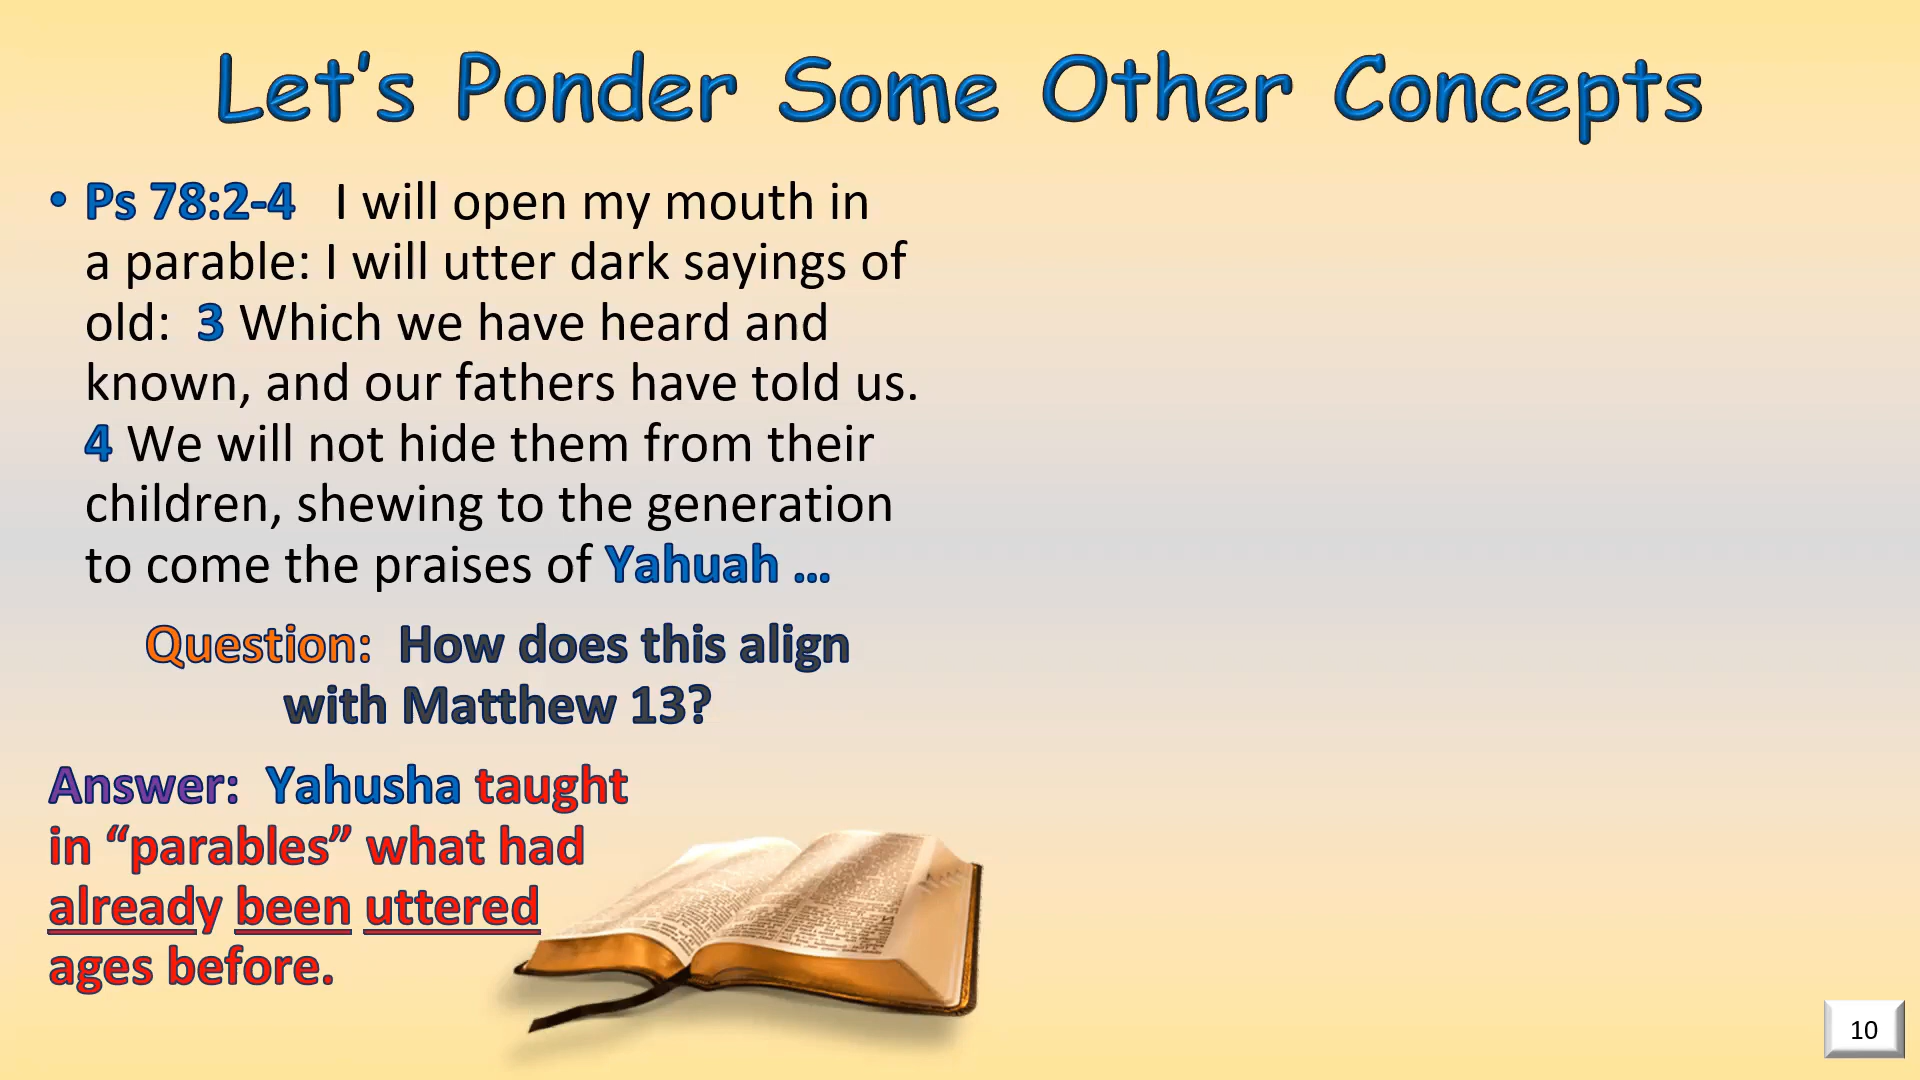 Let’s Ponder Some Other Concepts
• Ps 78:2-4 I will open my mouth in
a parable: I will utter dark sayings of
old: 3 Which we have heard and
known, and our fathers have told us.
4 We will not hide them from their
children, shewing to the generation
to come the praises of Yahuah ...
Question: How does this align
with Matthew 13?
Answer: Yahusha taught
in “parables” what had
already been uttered
ages before.
10